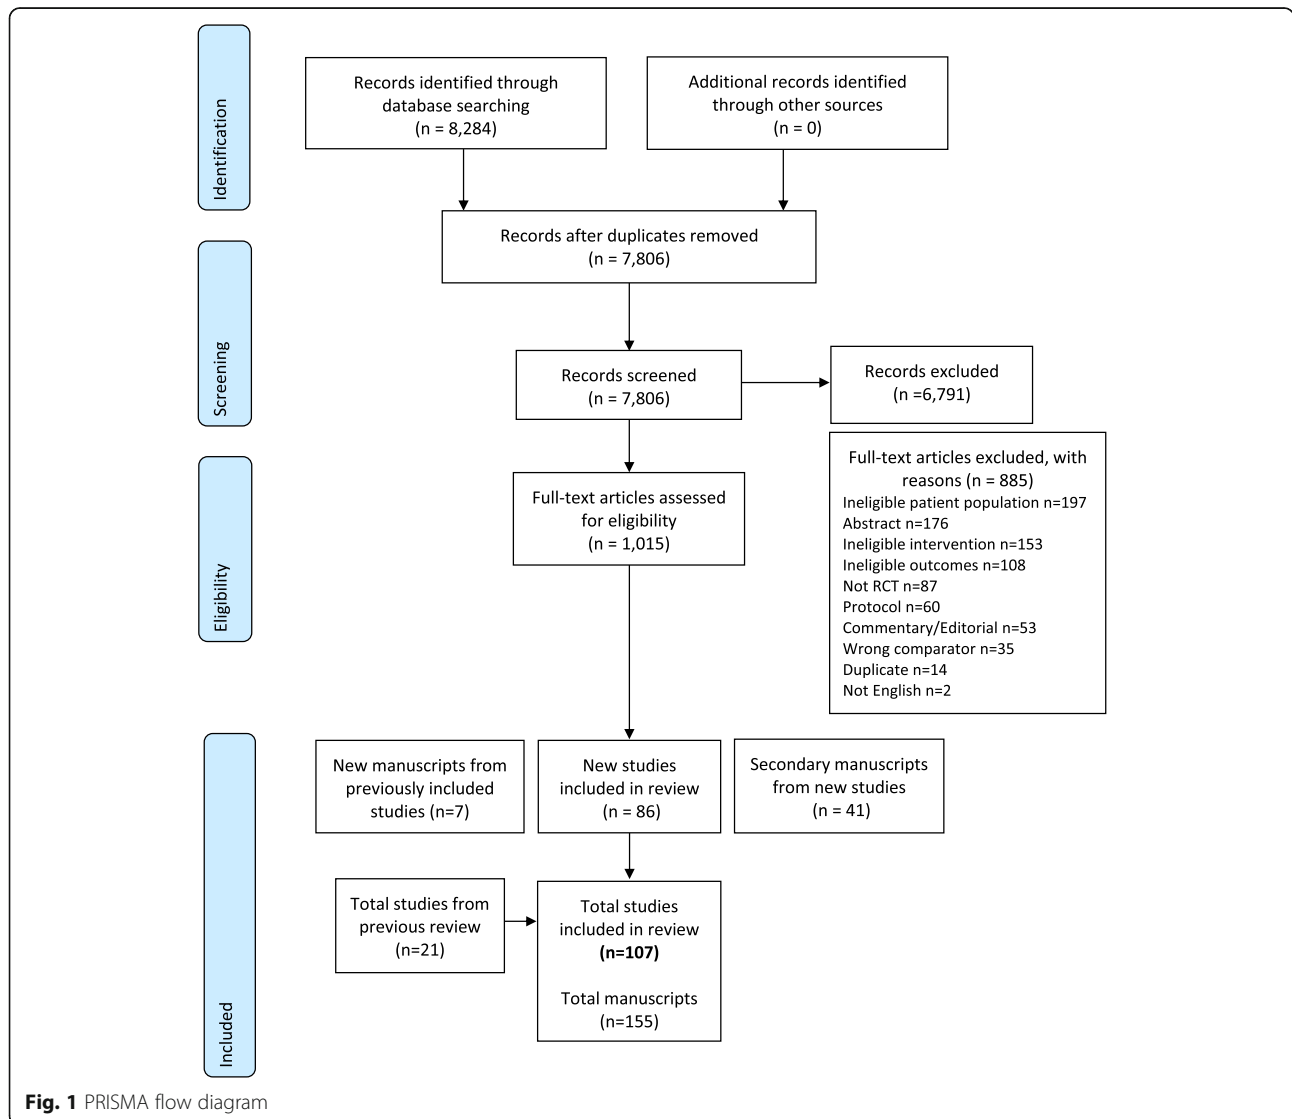 Identification
Records identified through
database searching
(n = 8,284)
Additional records identified
through other sources
(n = 0)
Records after duplicates removed
(n = 7,806)
Screening
Records screened
(n = 7,806)
Records excluded
(n =6,791)
Eligibility
Full-text articles assessed
for eligibility
(n = 1,015)
Full-text articles excluded, with
reasons (n = 885)
Ineligible patient population n=197
Abstract n=176
Ineligible intervention n=153
Ineligible outcomes n=108
Not RCT n=87
Protocol n=60
Commentary/Editorial n=53
Wrong comparator n=35
Duplicate n=14
Not English n=2
Included
New manuscripts from
previously included
studies (n=7)
New studies
included in review
(n = 86)
Secondary manuscripts
from new studies
(n = 41)
Total studies from
previous review
(n=21)
Total studies
included in review
(n=107)
Total manuscripts
(n=155)
Fig. 1 PRISMA flow diagram